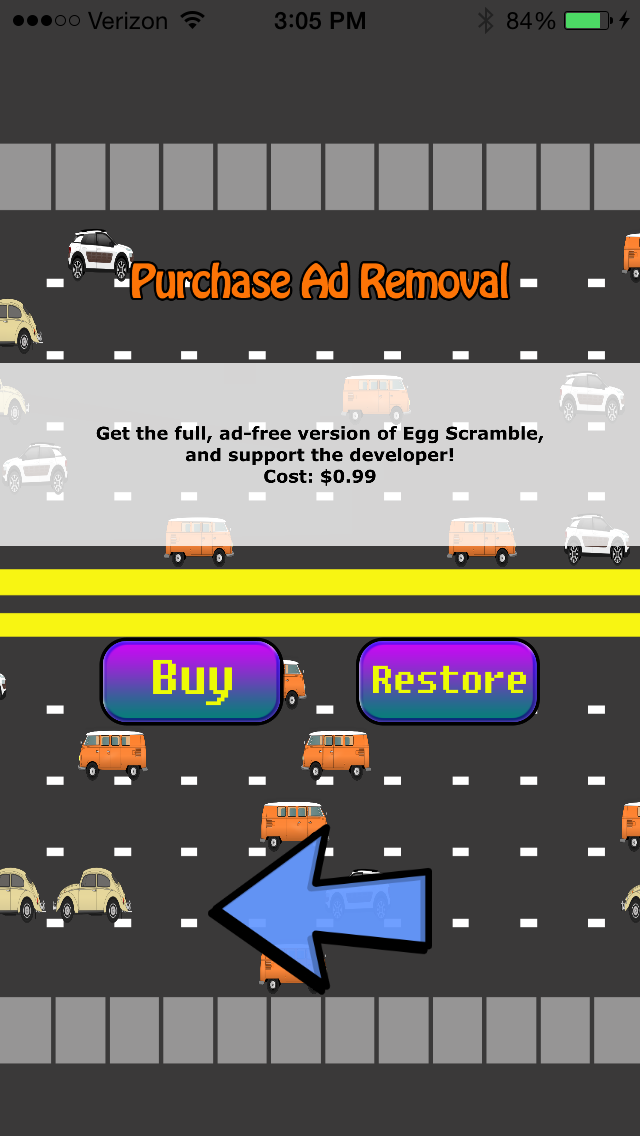 Verizon 3:05 PM 84%
Purchase Ad Removal
Get the full, ad-free version of Egg Scramble,
and support the developer!
Cost: $0.99
Buy Restore